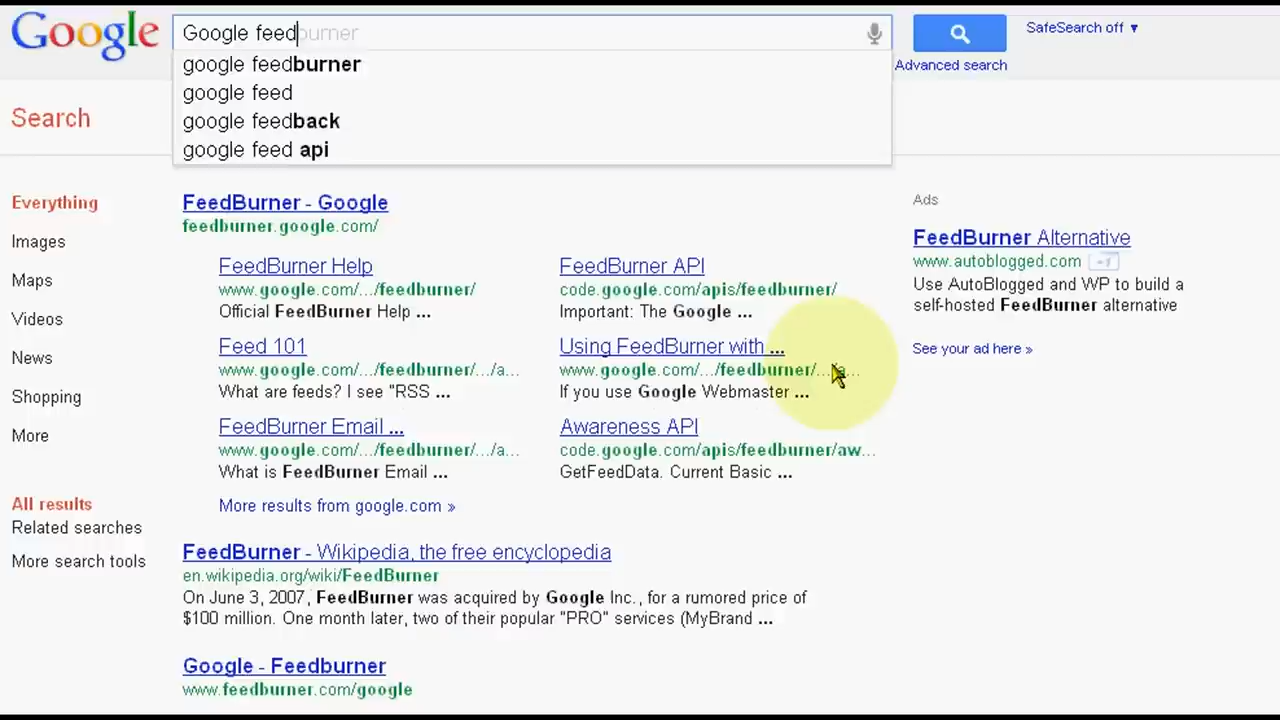 Google
Google feedburner
SafeSearch off ▼
Advanced search
google feedburner
google feed
google feedback
google feed api
Search
Everything
Images
Maps
Videos
News
Shopping
More
All results
Related searches
More search tools
FeedBurner - Google
feedburner.google.com/
FeedBurner Help
www.google.com/.../feedburner/
Official FeedBurner Help ...
FeedBurner API
code.google.com/apis/feedburner/
Important: The Google ...
Feed 101
www.google.com/.../feedburner/.../a...
What are feeds? I see "RSS ...
Using FeedBurner with ...
www.google.com/.../feedburner/.../a...
If you use Google Webmaster ...
FeedBurner Email ...
www.google.com/.../feedburner/.../a...
What is FeedBurner Email ...
Awareness API
code.google.com/apis/feedburner/aw...
GetFeedData. Current Basic ...
More results from google.com »
FeedBurner - Wikipedia, the free encyclopedia
en.wikipedia.org/wiki/FeedBurner
On June 3, 2007, FeedBurner was acquired by Google Inc., for a rumored price of
$100 million. One month later, two of their popular "PRO" services (MyBrand ...
Google - Feedburner
www.feedburner.com/google
Ads
FeedBurner Alternative
www.autoblogged.com
Use AutoBlogged and WP to build a
self-hosted FeedBurner alternative
See your ad here »